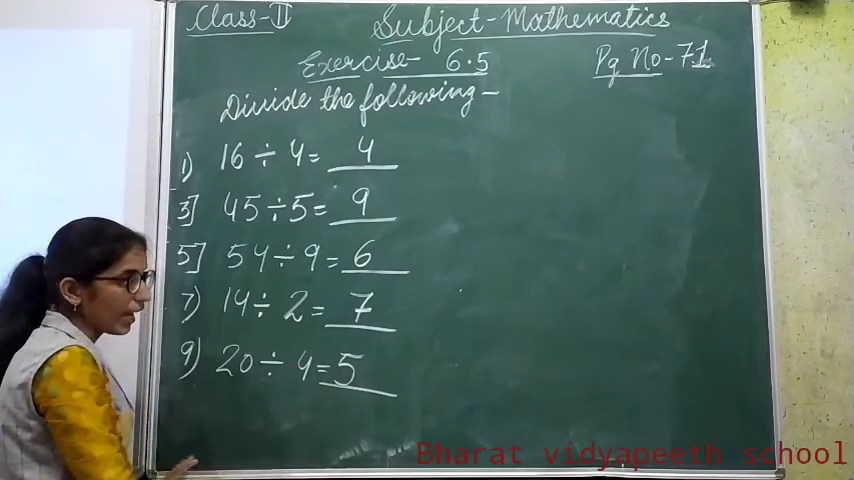 Class-II
Subject-Mathematics
Exercise- 6.5
Pg No-71
Divide the following-
1) 16 ÷ 4 = 4
3] 45 ÷ 5 = 9
5] 54 ÷ 9 = 6
7) 14 ÷ 2 = 7
9) 20 ÷ 4 = 5
Bharat vidyapeeth school